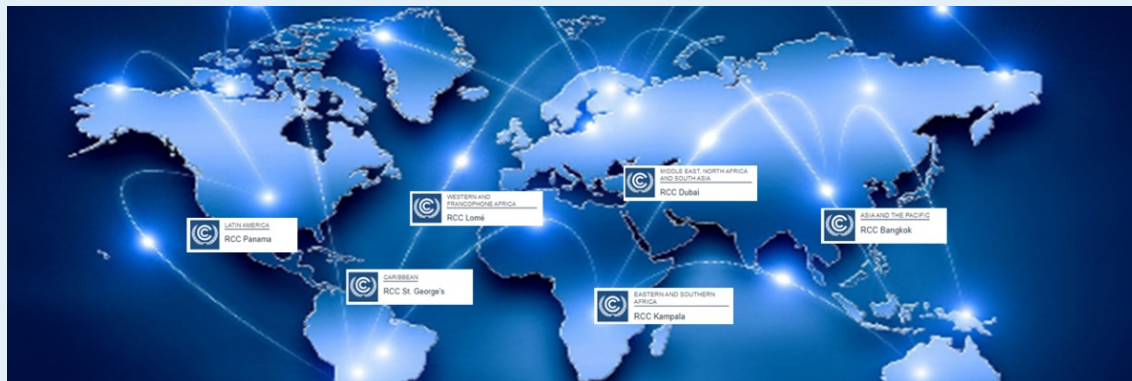 LATIN AMERICA
RCC Panama
CARIBBEAN
RCC St. George's
WESTERN AND
FRANCOPHONE AFRICA
RCC Lomé
EASTERN AND SOUTHERN
AFRICA
RCC Kampala
MIDDLE EAST, NORTH AFRICA
AND SOUTH ASIA
RCC Dubai
ASIA AND THE PACIFIC
RCC Bangkok